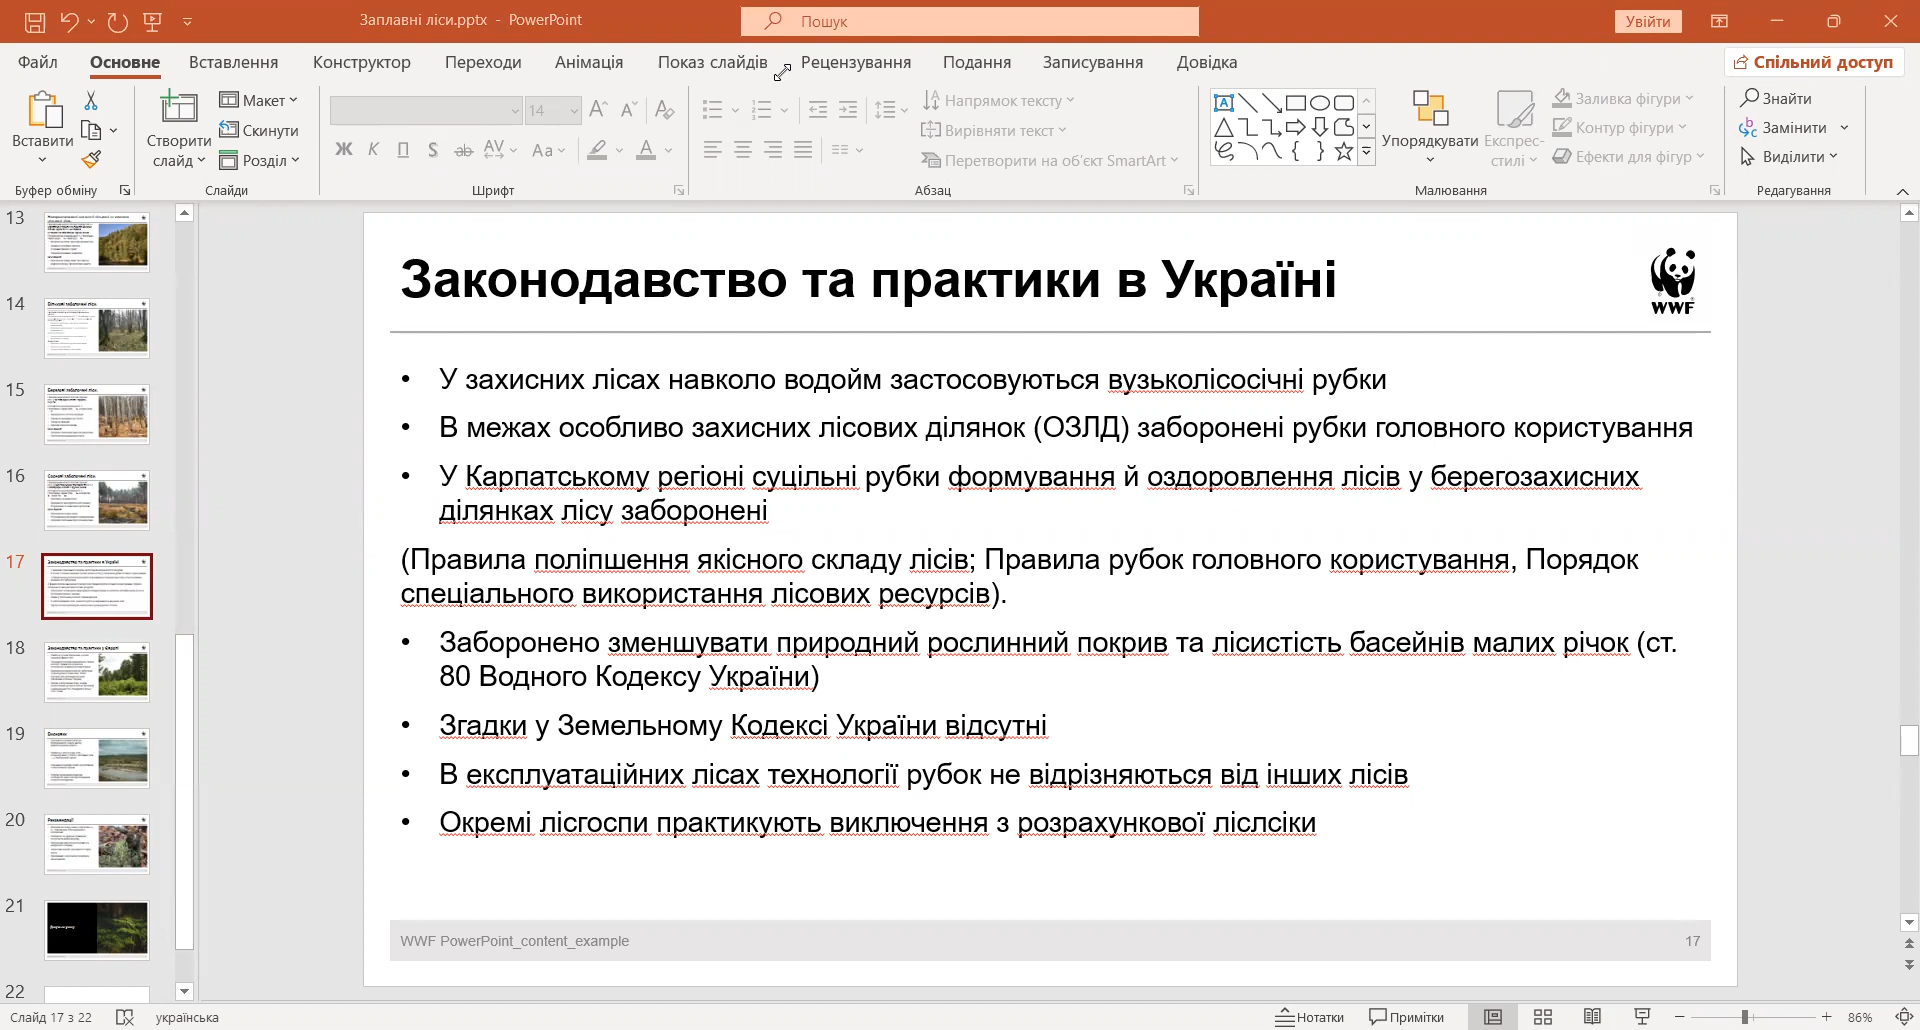 Заплавні ліси.pptx - PowerPoint
Пошук
Увійти
Файл Основне Вставлення Конструктор Переходи Анімація Показ слайдів Рецензування Подання Записування Довідка Спільний доступ
Вставити
Створити слайд
Макет
Скинути
Розділ
14
Ж К П S ab AV Aa А
Напрямок тексту
Вирівняти текст
Перетворити на об'єкт SmartArt
Упорядкувати
Експрес-стилі
Заливка фігури
Контур фігури
Ефекти для фігур
Знайти
Замінити
Виділити
Буфер обміну Слайди Шрифт Абзац Малювання Редагування
13
14
15
16
17
18
19
20
21
22
Законодавство та практики в Україні
WWF
• У захисних лісах навколо водойм застосовуються вузьколісосічні рубки
• В межах особливо захисних лісових ділянок (ОЗЛД) заборонені рубки головного користування
• У Карпатському регіоні суцільні рубки формування й оздоровлення лісів у берегозахисних
ділянках лісу заборонені
(Правила поліпшення якісного складу лісів; Правила рубок головного користування, Порядок
спеціального використання лісових ресурсів).
• Заборонено зменшувати природний рослинний покрив та лісистість басейнів малих річок (ст.
80 Водного Кодексу України)
• Згадки у Земельному Кодексі України відсутні
• В експлуатаційних лісах технології рубок не відрізняються від інших лісів
• Окремі лісгоспи практикують виключення з розрахункової ліслсіки
WWF PowerPoint_content_example 17
Слайд 17 з 22 українська Нотатки Примітки 86%